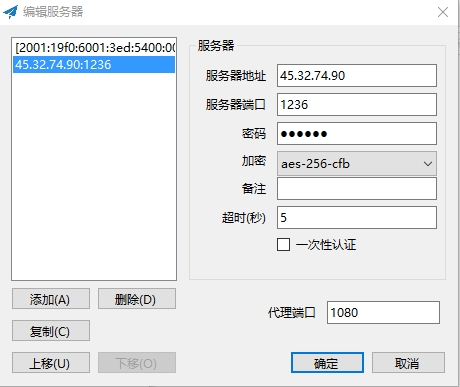 编辑服务器
[2001:19f0:6001:3ed:5400:00
45.32.74.90:1236
服务器
服务器地址 45.32.74.90
服务器端口 1236
密码 ●●●●●●
加密 aes-256-cfb
备注
超时(秒) 5
一次性认证
添加(A) 删除(D)
代理端口 1080
复制(C)
上移(U) 下移(O) 确定 取消